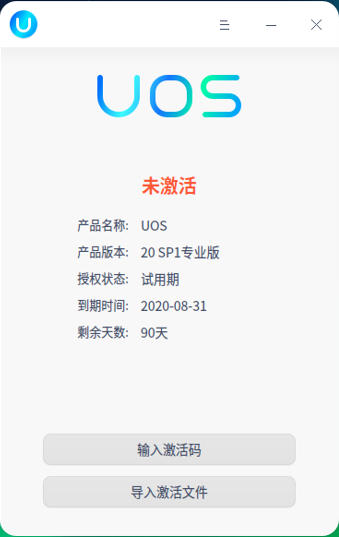 UOS
未激活
产品名称: UOS
产品版本: 20 SP1专业版
授权状态: 试用期
到期时间: 2020-08-31
剩余天数: 90天
输入激活码
导入激活文件